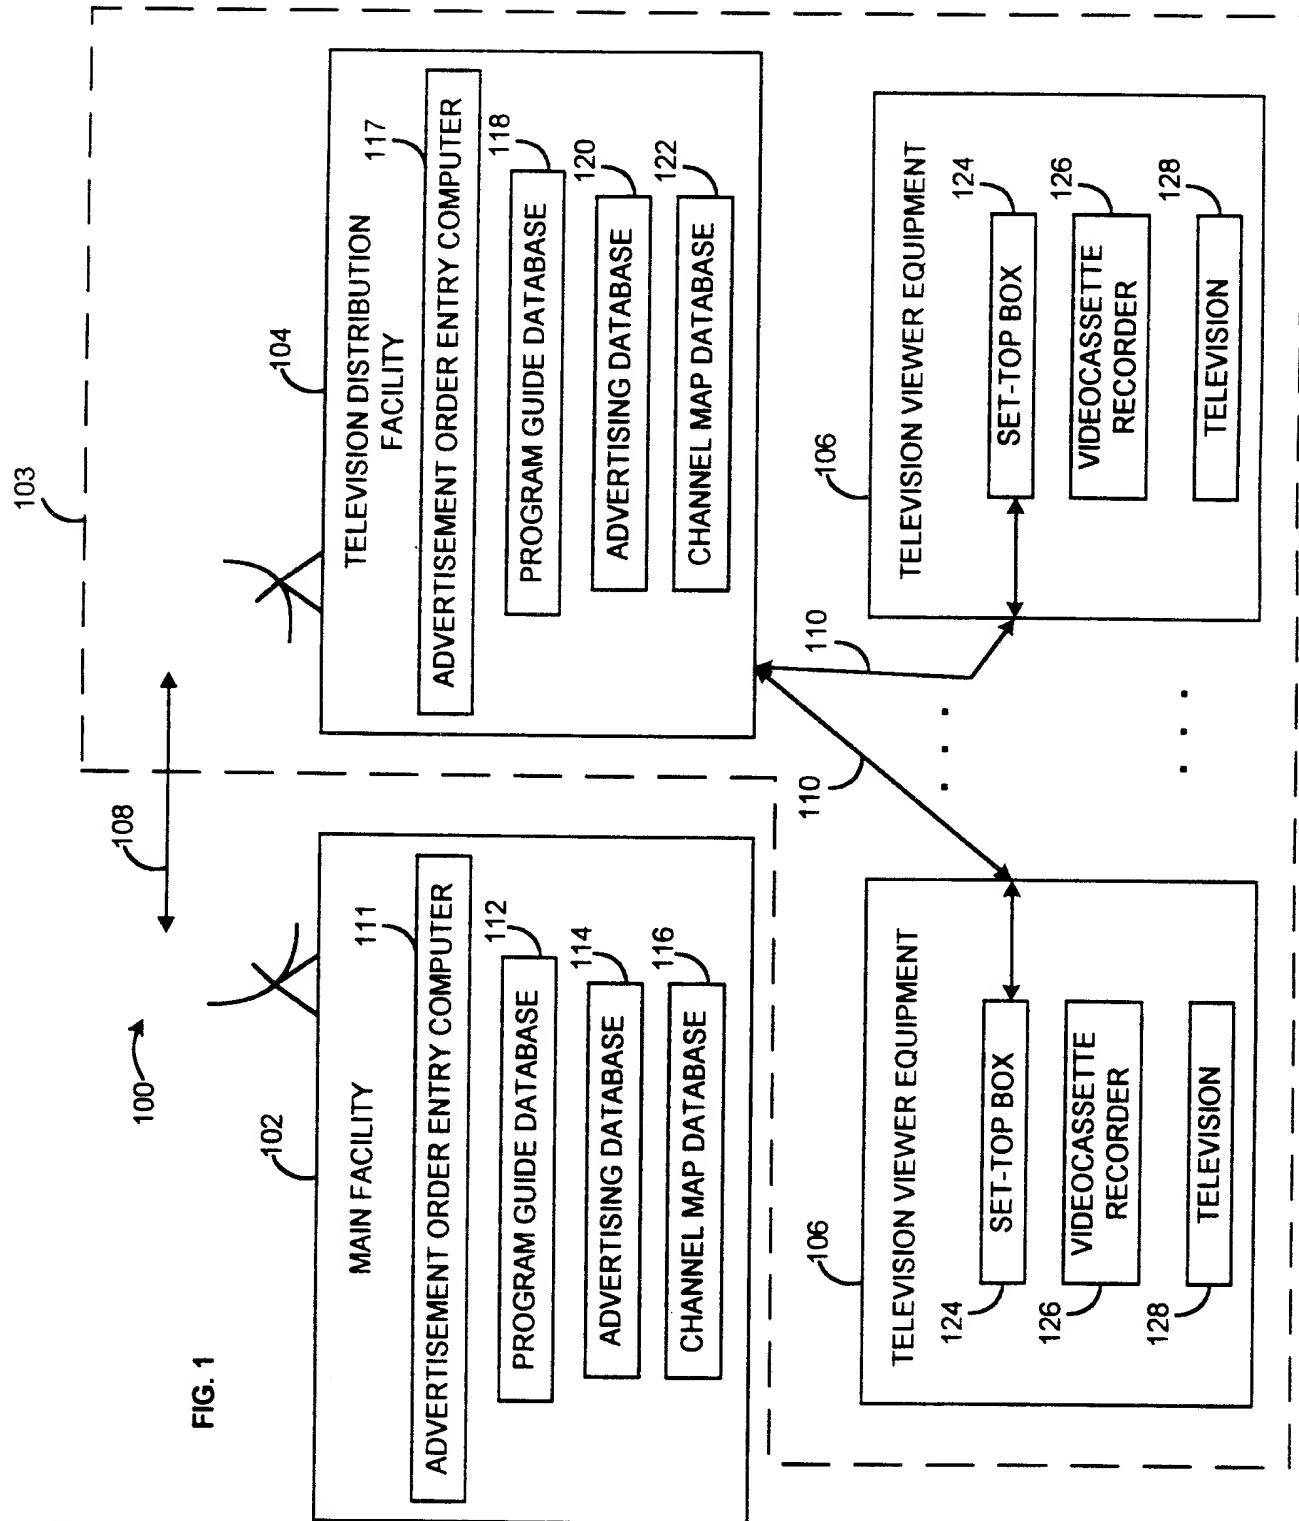 FIG. 1
100
108
103
102
MAIN FACILITY
111
ADVERTISEMENT ORDER ENTRY COMPUTER
112
PROGRAM GUIDE DATABASE
114
ADVERTISING DATABASE
116
CHANNEL MAP DATABASE
104
TELEVISION DISTRIBUTION
FACILITY
117
ADVERTISEMENT ORDER ENTRY COMPUTER
118
PROGRAM GUIDE DATABASE
120
ADVERTISING DATABASE
122
CHANNEL MAP DATABASE
110
110
106
TELEVISION VIEWER EQUIPMENT
124
SET-TOP BOX
126
VIDEOCASSETTE
RECORDER
128
TELEVISION
106
TELEVISION VIEWER EQUIPMENT
124
SET-TOP BOX
126
VIDEOCASSETTE
RECORDER
128
TELEVISION